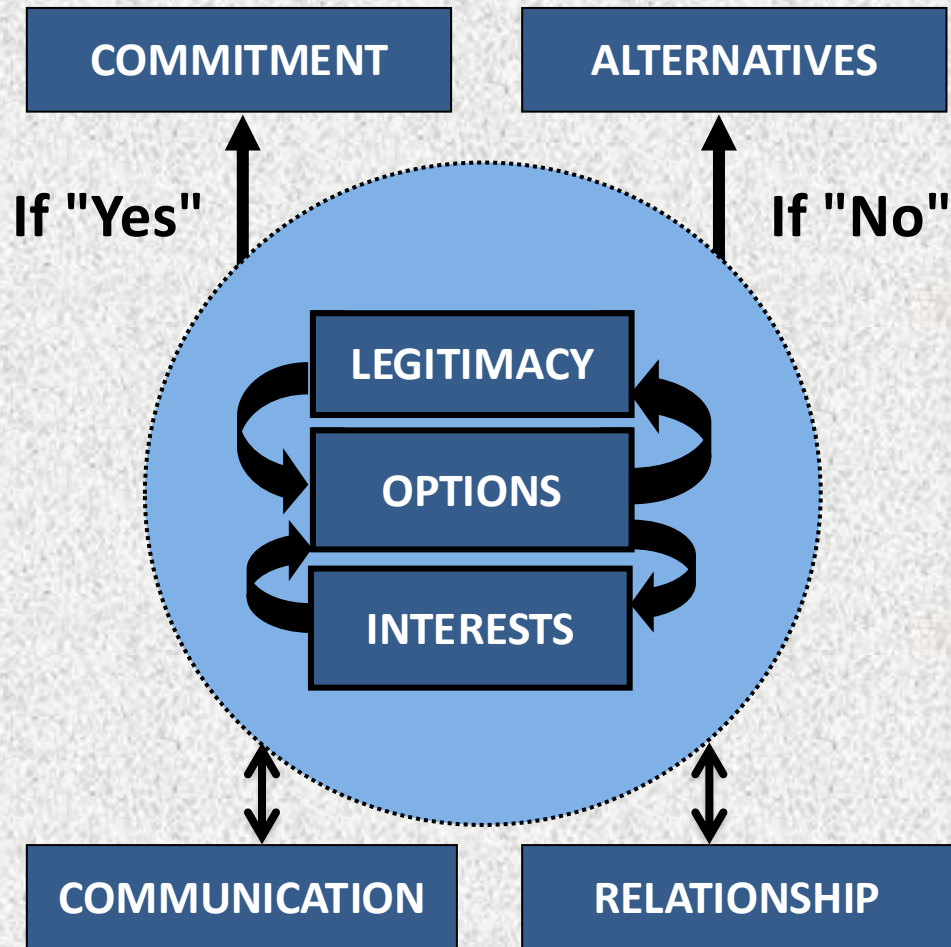 COMMITMENT
ALTERNATIVES
If "Yes"
If "No"
LEGITIMACY
OPTIONS
INTERESTS
COMMUNICATION
RELATIONSHIP